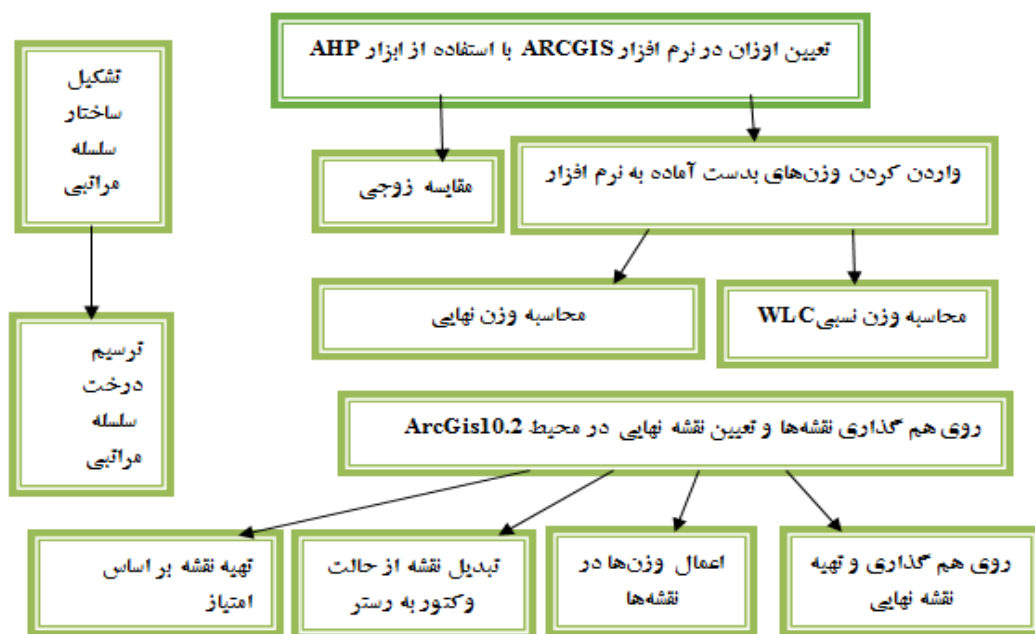 تعیین اوزان در نرم افزار ARCGIS با استفاده از ابزار AHP
تشکیل
ساختار
سلسله
مراتبی
مقایسه زوجی
واردن کردن وزن‌های بدست آماده به نرم افزار
محاسبه وزن نهایی
محاسبه وزن نسبی WLC
ترسیم
درخت
سلسله
مراتبی
روی هم گذاری نقشه‌ها و تعیین نقشه نهایی در محیط ArcGis10.2
روی هم گذاری و تهیه
نقشه نهایی
اعمال وزن‌ها در
نقشه‌ها
تبدیل نقشه از حالت
وکتور به رستر
تهیه نقشه بر اساس
امتیاز